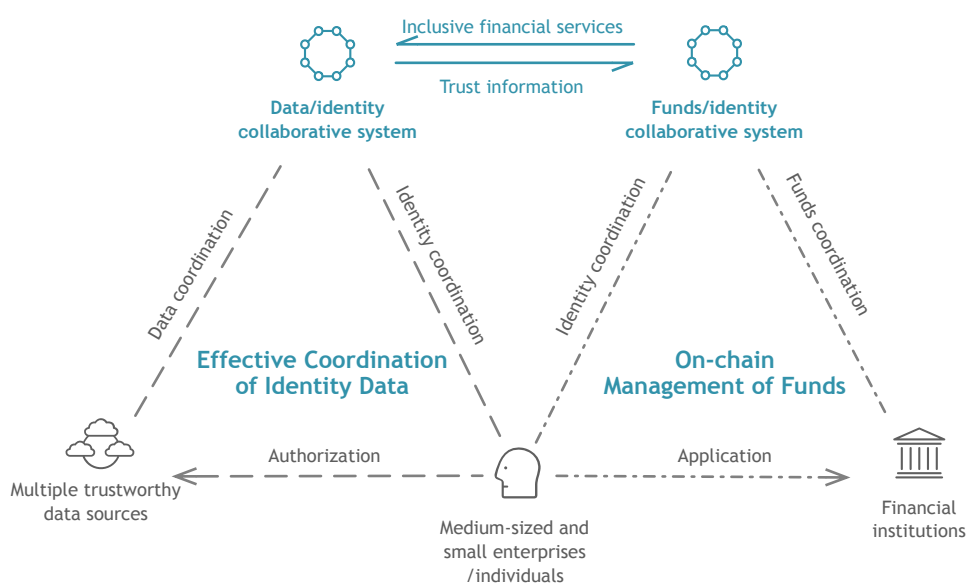 Inclusive financial services
Trust information
Data/identity
collaborative system
Funds/identity
collaborative system
Data coordination
Identity coordination
Identity coordination
Funds coordination
Effective Coordination
of Identity Data
On-chain
Management of Funds
Authorization
Application
Multiple trustworthy
data sources
Medium-sized and
small enterprises
/individuals
Financial
institutions